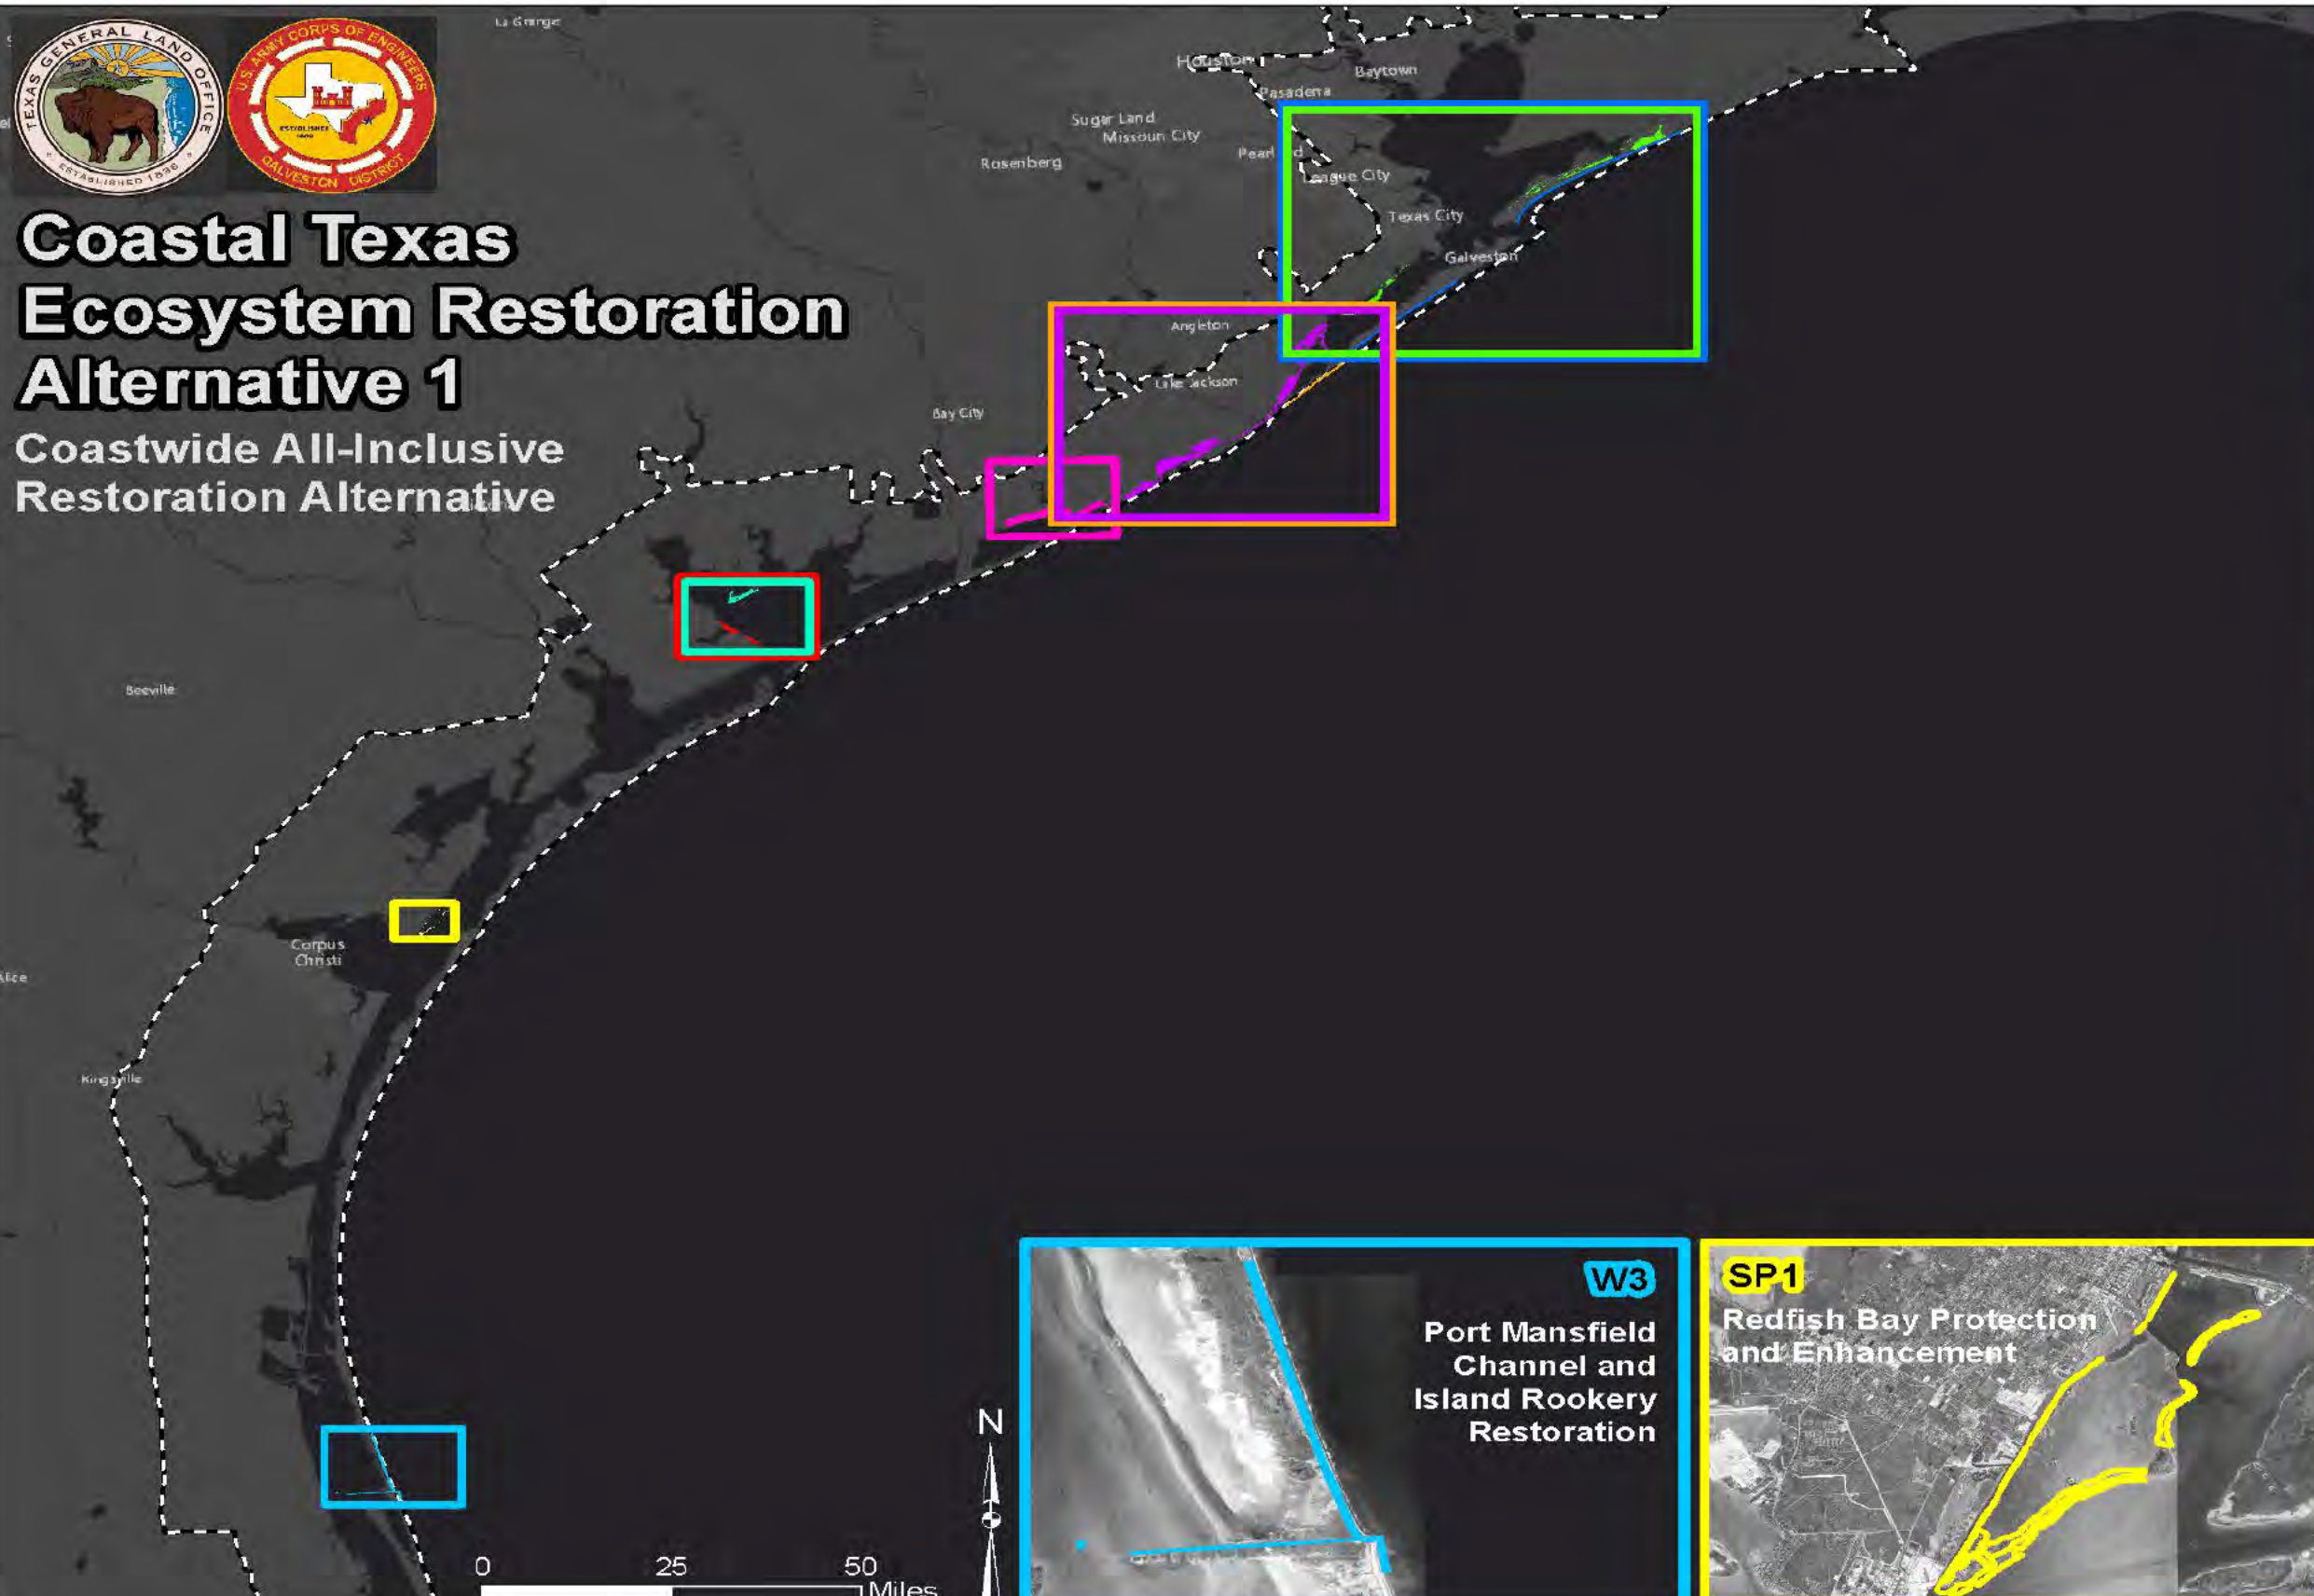 La Grange
TEXAS GENERAL LAND OFFICE
ESTABLISHED 1836
U.S. ARMY CORPS OF ENGINEERS
ESTABLISHED
GALVESTON DISTRICT
Coastal Texas
Ecosystem Restoration
Alternative 1
Coastwide All-Inclusive
Restoration Alternative
Houston
Baytown
Pasadena
Sugar Land
Missouri City
Rosenberg
Pearl nd
League City
Texas City
Galveston
Angleton
Lake Jackson
Bay City
Beeville
Corpus
Christi
Alice
Kingsville
W3
Port Mansfield
Channel and
Island Rookery
Restoration
SP1
Redfish Bay Protection
and Enhancement
N
0 25 50
Miles